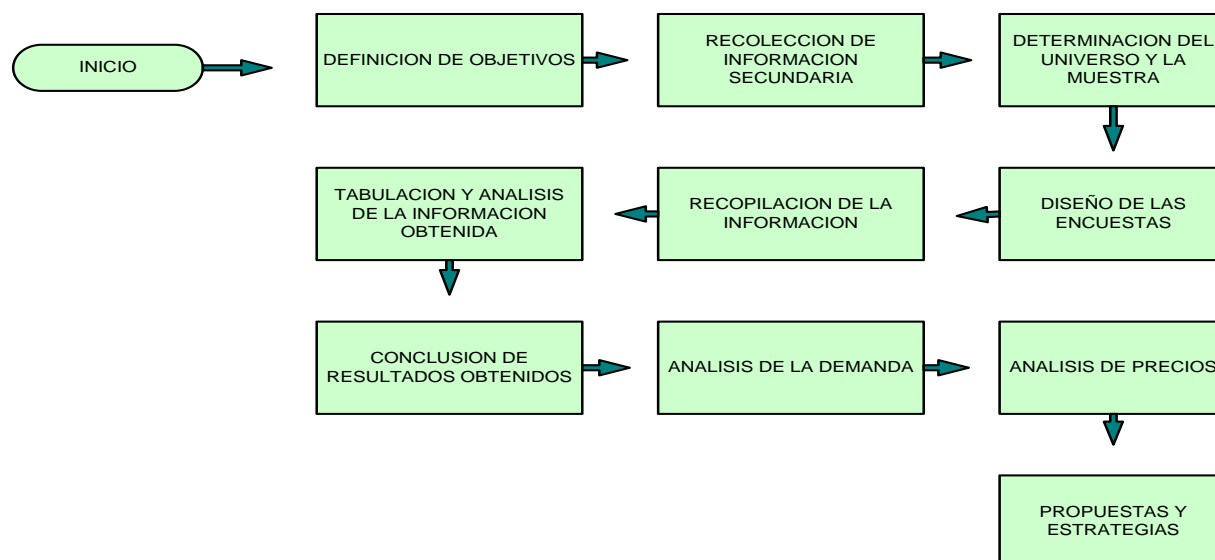 INICIO
DEFINICION DE OBJETIVOS
RECOLECCION DE
INFORMACION
SECUNDARIA
DETERMINACION DEL
UNIVERSO Y LA
MUESTRA
DISEÑO DE LAS
ENCUESTAS
RECOPILACION DE LA
INFORMACION
TABULACION Y ANALISIS
DE LA INFORMACION
OBTENIDA
CONCLUSION DE
RESULTADOS OBTENIDOS
ANALISIS DE LA DEMANDA
ANALISIS DE PRECIOS
PROPUESTAS Y
ESTRATEGIAS